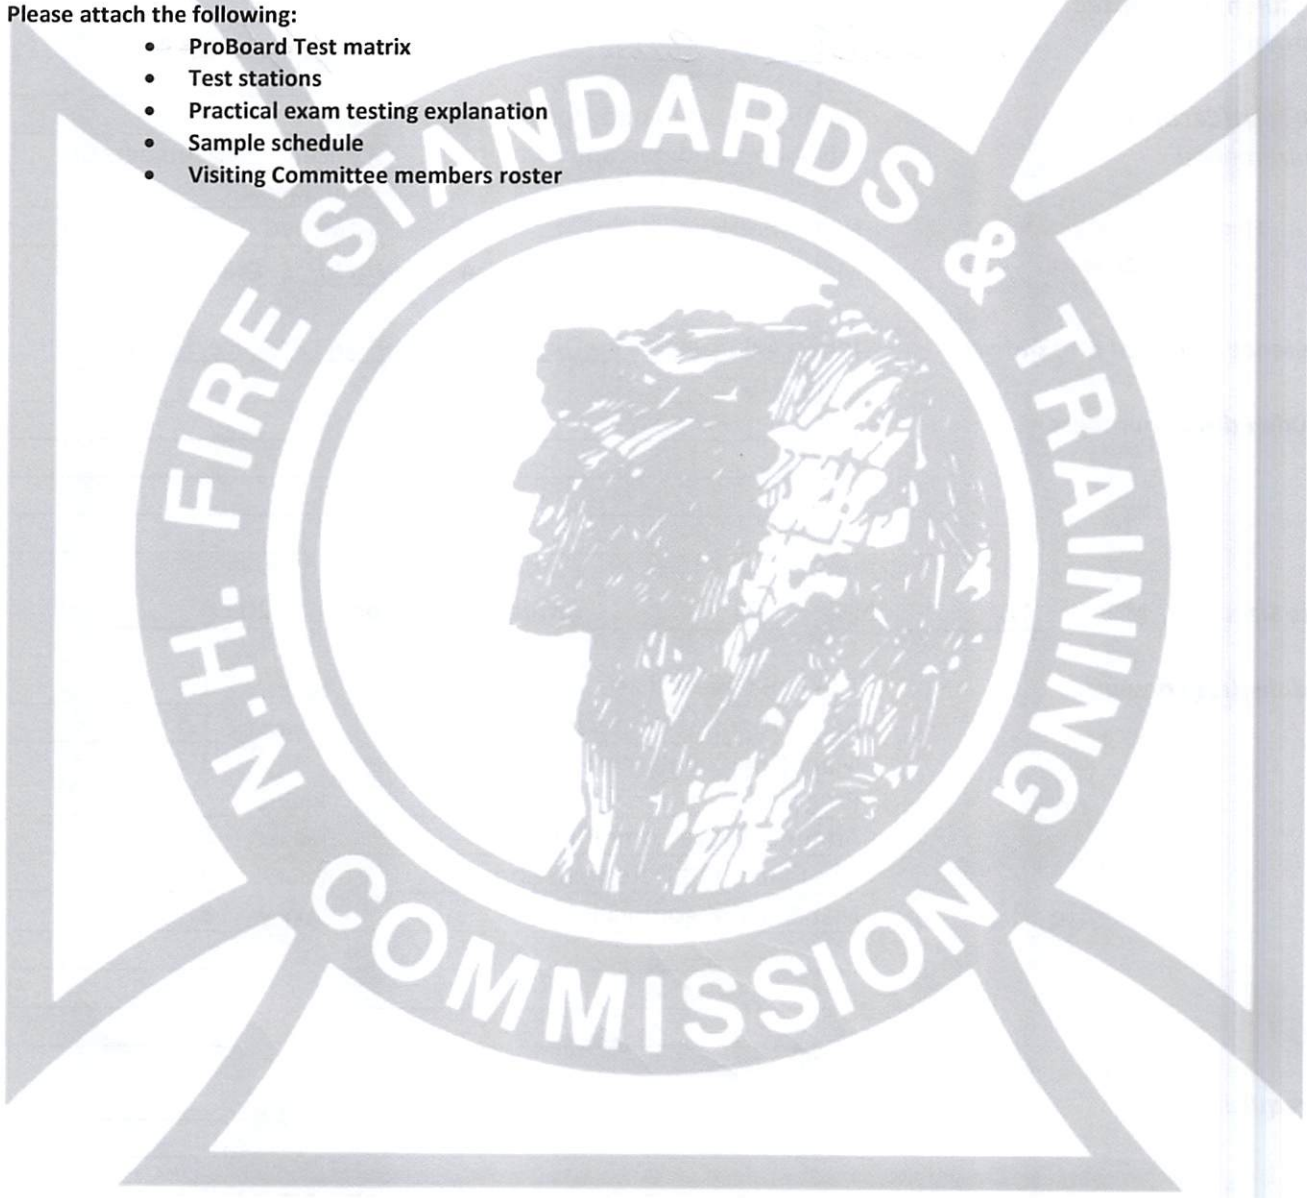 Please attach the following:
• ProBoard Test matrix
• Test stations
• Practical exam testing explanation
• Sample schedule
• Visiting Committee members roster
N.H. FIRE STANDARDS & TRAINING
COMMISSION